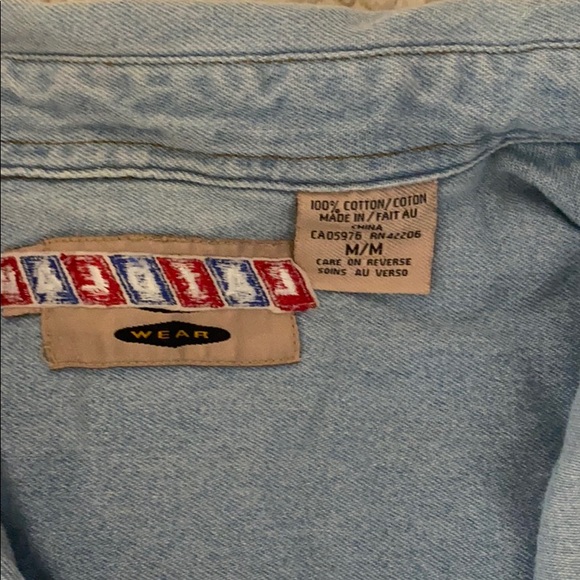 100% COTTON/COTON
MADE IN/FAIT AU
CHINA
CA05976 RN42206
M/M
CARE ON REVERSE
SOINS AU VERSO
WEAR